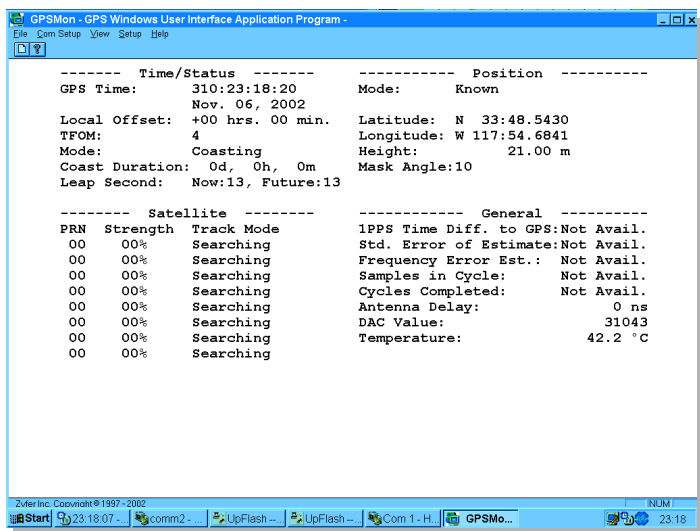 GPSMon - GPS Windows User Interface Application Program -
File Com Setup View Setup Help
------- Time/Status -------
GPS Time: 310:23:18:20
Nov. 06, 2002
Local Offset: +00 hrs. 00 min.
TFOM: 4
Mode: Coasting
Coast Duration: 0d, 0h, 0m
Leap Second: Now:13, Future:13
----------- Position ----------
Mode: Known
Latitude: N 33:48.5430
Longitude: W 117:54.6841
Height: 21.00 m
Mask Angle:10
-------- Satellite --------
PRN Strength Track Mode
00 00% Searching
00 00% Searching
00 00% Searching
00 00% Searching
00 00% Searching
00 00% Searching
00 00% Searching
00 00% Searching
------------ General ----------
1PPS Time Diff. to GPS:Not Avail.
Std. Error of Estimate:Not Avail.
Frequency Error Est.: Not Avail.
Samples in Cycle: Not Avail.
Cycles Completed: Not Avail.
Antenna Delay: 0 ns
DAC Value: 31043
Temperature: 42.2 °C
Zyfer Inc. Copyright © 1997 - 2002
NUM
Start 23:18:07 -... comm2 - ... UpFlash --... UpFlash --... Com 1 - H... GPSMo... 23:18